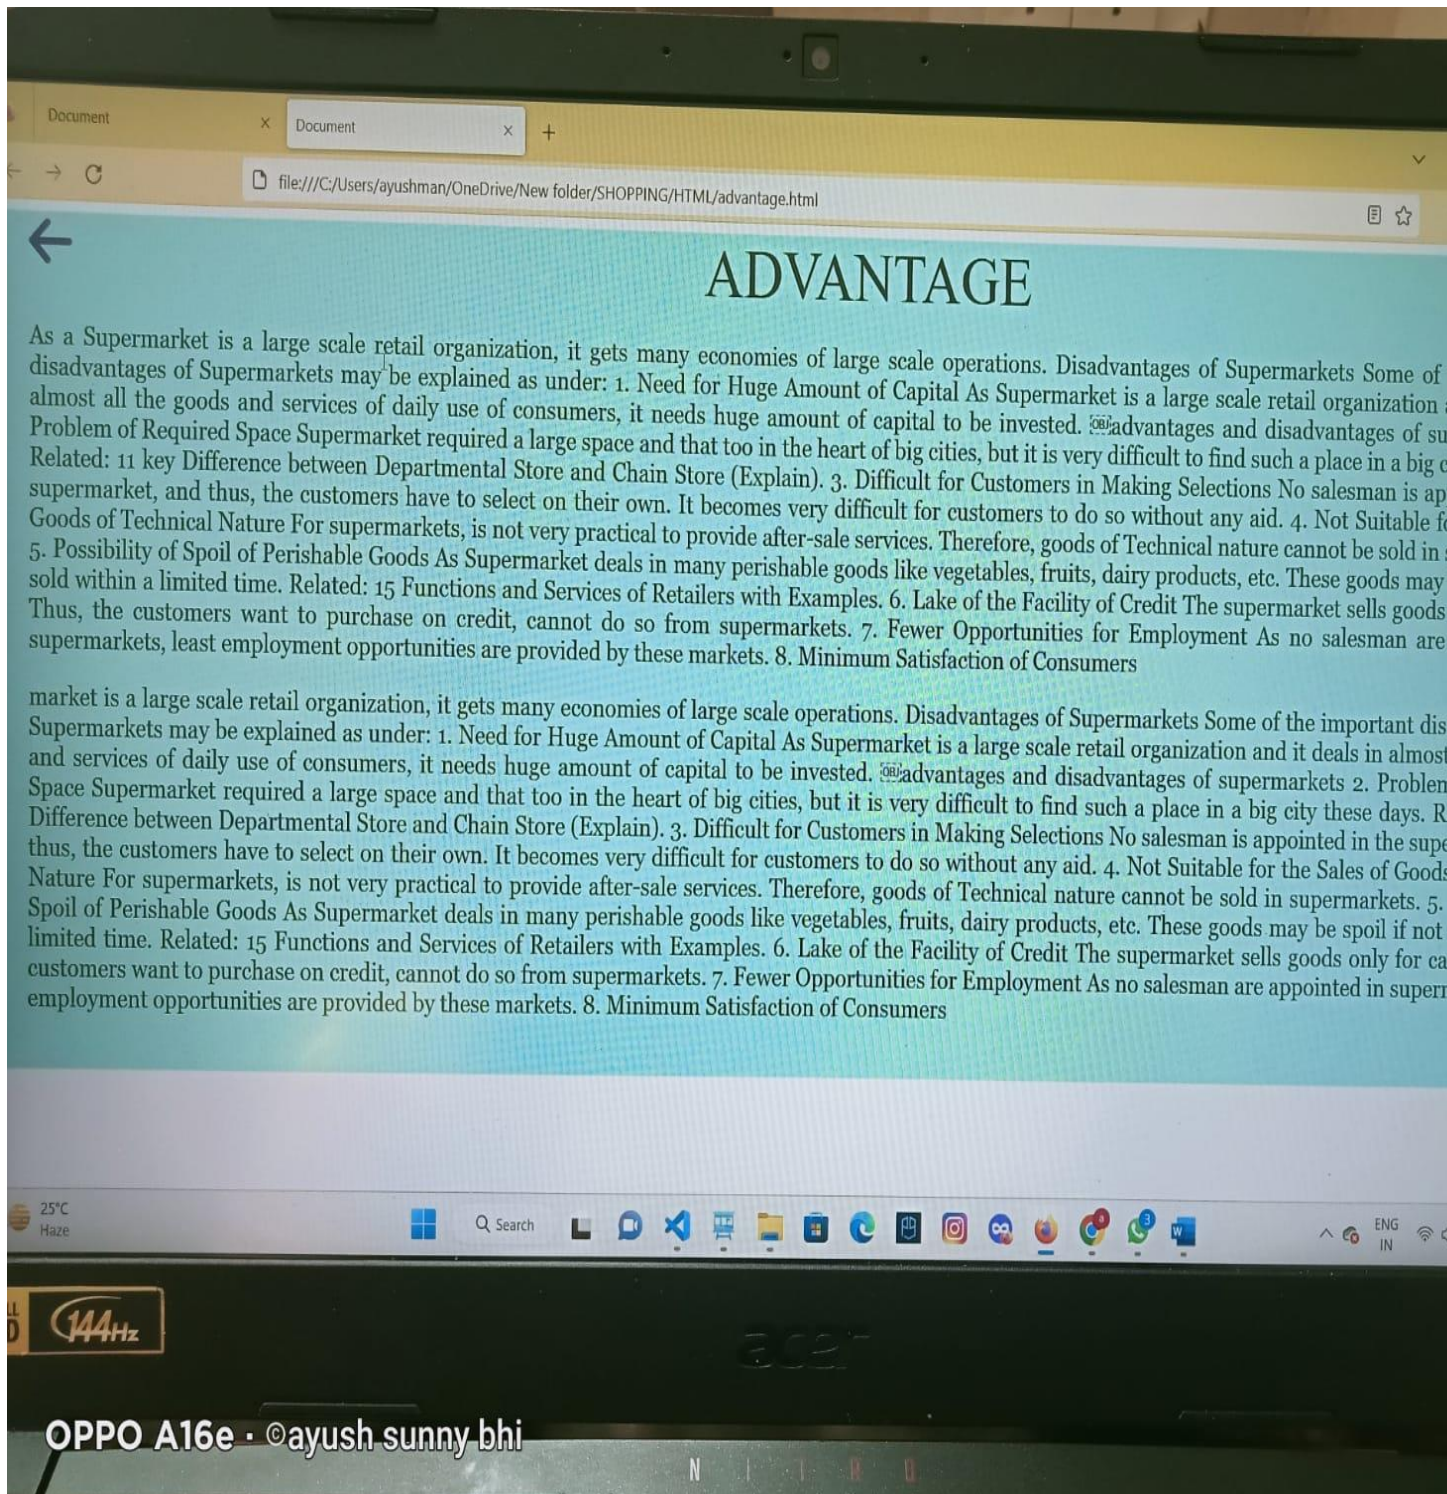 Document
Document
file:///C:/Users/ayushman/OneDrive/New folder/SHOPPING/HTML/advantage.html
ADVANTAGE
As a Supermarket is a large scale retail organization, it gets many economies of large scale operations. Disadvantages of Supermarkets Some of
disadvantages of Supermarkets may be explained as under: 1. Need for Huge Amount of Capital As Supermarket is a large scale retail organization
almost all the goods and services of daily use of consumers, it needs huge amount of capital to be invested. OBJ advantages and disadvantages of su
Problem of Required Space Supermarket required a large space and that too in the heart of big cities, but it is very difficult to find such a place in a big c
Related: 11 key Difference between Departmental Store and Chain Store (Explain). 3. Difficult for Customers in Making Selections No salesman is ap
supermarket, and thus, the customers have to select on their own. It becomes very difficult for customers to do so without any aid. 4. Not Suitable fo
Goods of Technical Nature For supermarkets, is not very practical to provide after-sale services. Therefore, goods of Technical nature cannot be sold in
5. Possibility of Spoil of Perishable Goods As Supermarket deals in many perishable goods like vegetables, fruits, dairy products, etc. These goods may
sold within a limited time. Related: 15 Functions and Services of Retailers with Examples. 6. Lake of the Facility of Credit The supermarket sells goods
Thus, the customers want to purchase on credit, cannot do so from supermarkets. 7. Fewer Opportunities for Employment As no salesman are
supermarkets, least employment opportunities are provided by these markets. 8. Minimum Satisfaction of Consumers
market is a large scale retail organization, it gets many economies of large scale operations. Disadvantages of Supermarkets Some of the important dis
Supermarkets may be explained as under: 1. Need for Huge Amount of Capital As Supermarket is a large scale retail organization and it deals in almost
and services of daily use of consumers, it needs huge amount of capital to be invested. OBJ advantages and disadvantages of supermarkets 2. Problem
Space Supermarket required a large space and that too in the heart of big cities, but it is very difficult to find such a place in a big city these days. R
Difference between Departmental Store and Chain Store (Explain). 3. Difficult for Customers in Making Selections No salesman is appointed in the supe
thus, the customers have to select on their own. It becomes very difficult for customers to do so without any aid. 4. Not Suitable for the Sales of Goods
Nature For supermarkets, is not very practical to provide after-sale services. Therefore, goods of Technical nature cannot be sold in supermarkets. 5.
Spoil of Perishable Goods As Supermarket deals in many perishable goods like vegetables, fruits, dairy products, etc. These goods may be spoil if not
limited time. Related: 15 Functions and Services of Retailers with Examples. 6. Lake of the Facility of Credit The supermarket sells goods only for ca
customers want to purchase on credit, cannot do so from supermarkets. 7. Fewer Opportunities for Employment As no salesman are appointed in superr
employment opportunities are provided by these markets. 8. Minimum Satisfaction of Consumers
25°C
Haze
Search
3
ENG
IN
144Hz
acer
OPPO A16e · ©ayush sunny bhi
NITRO